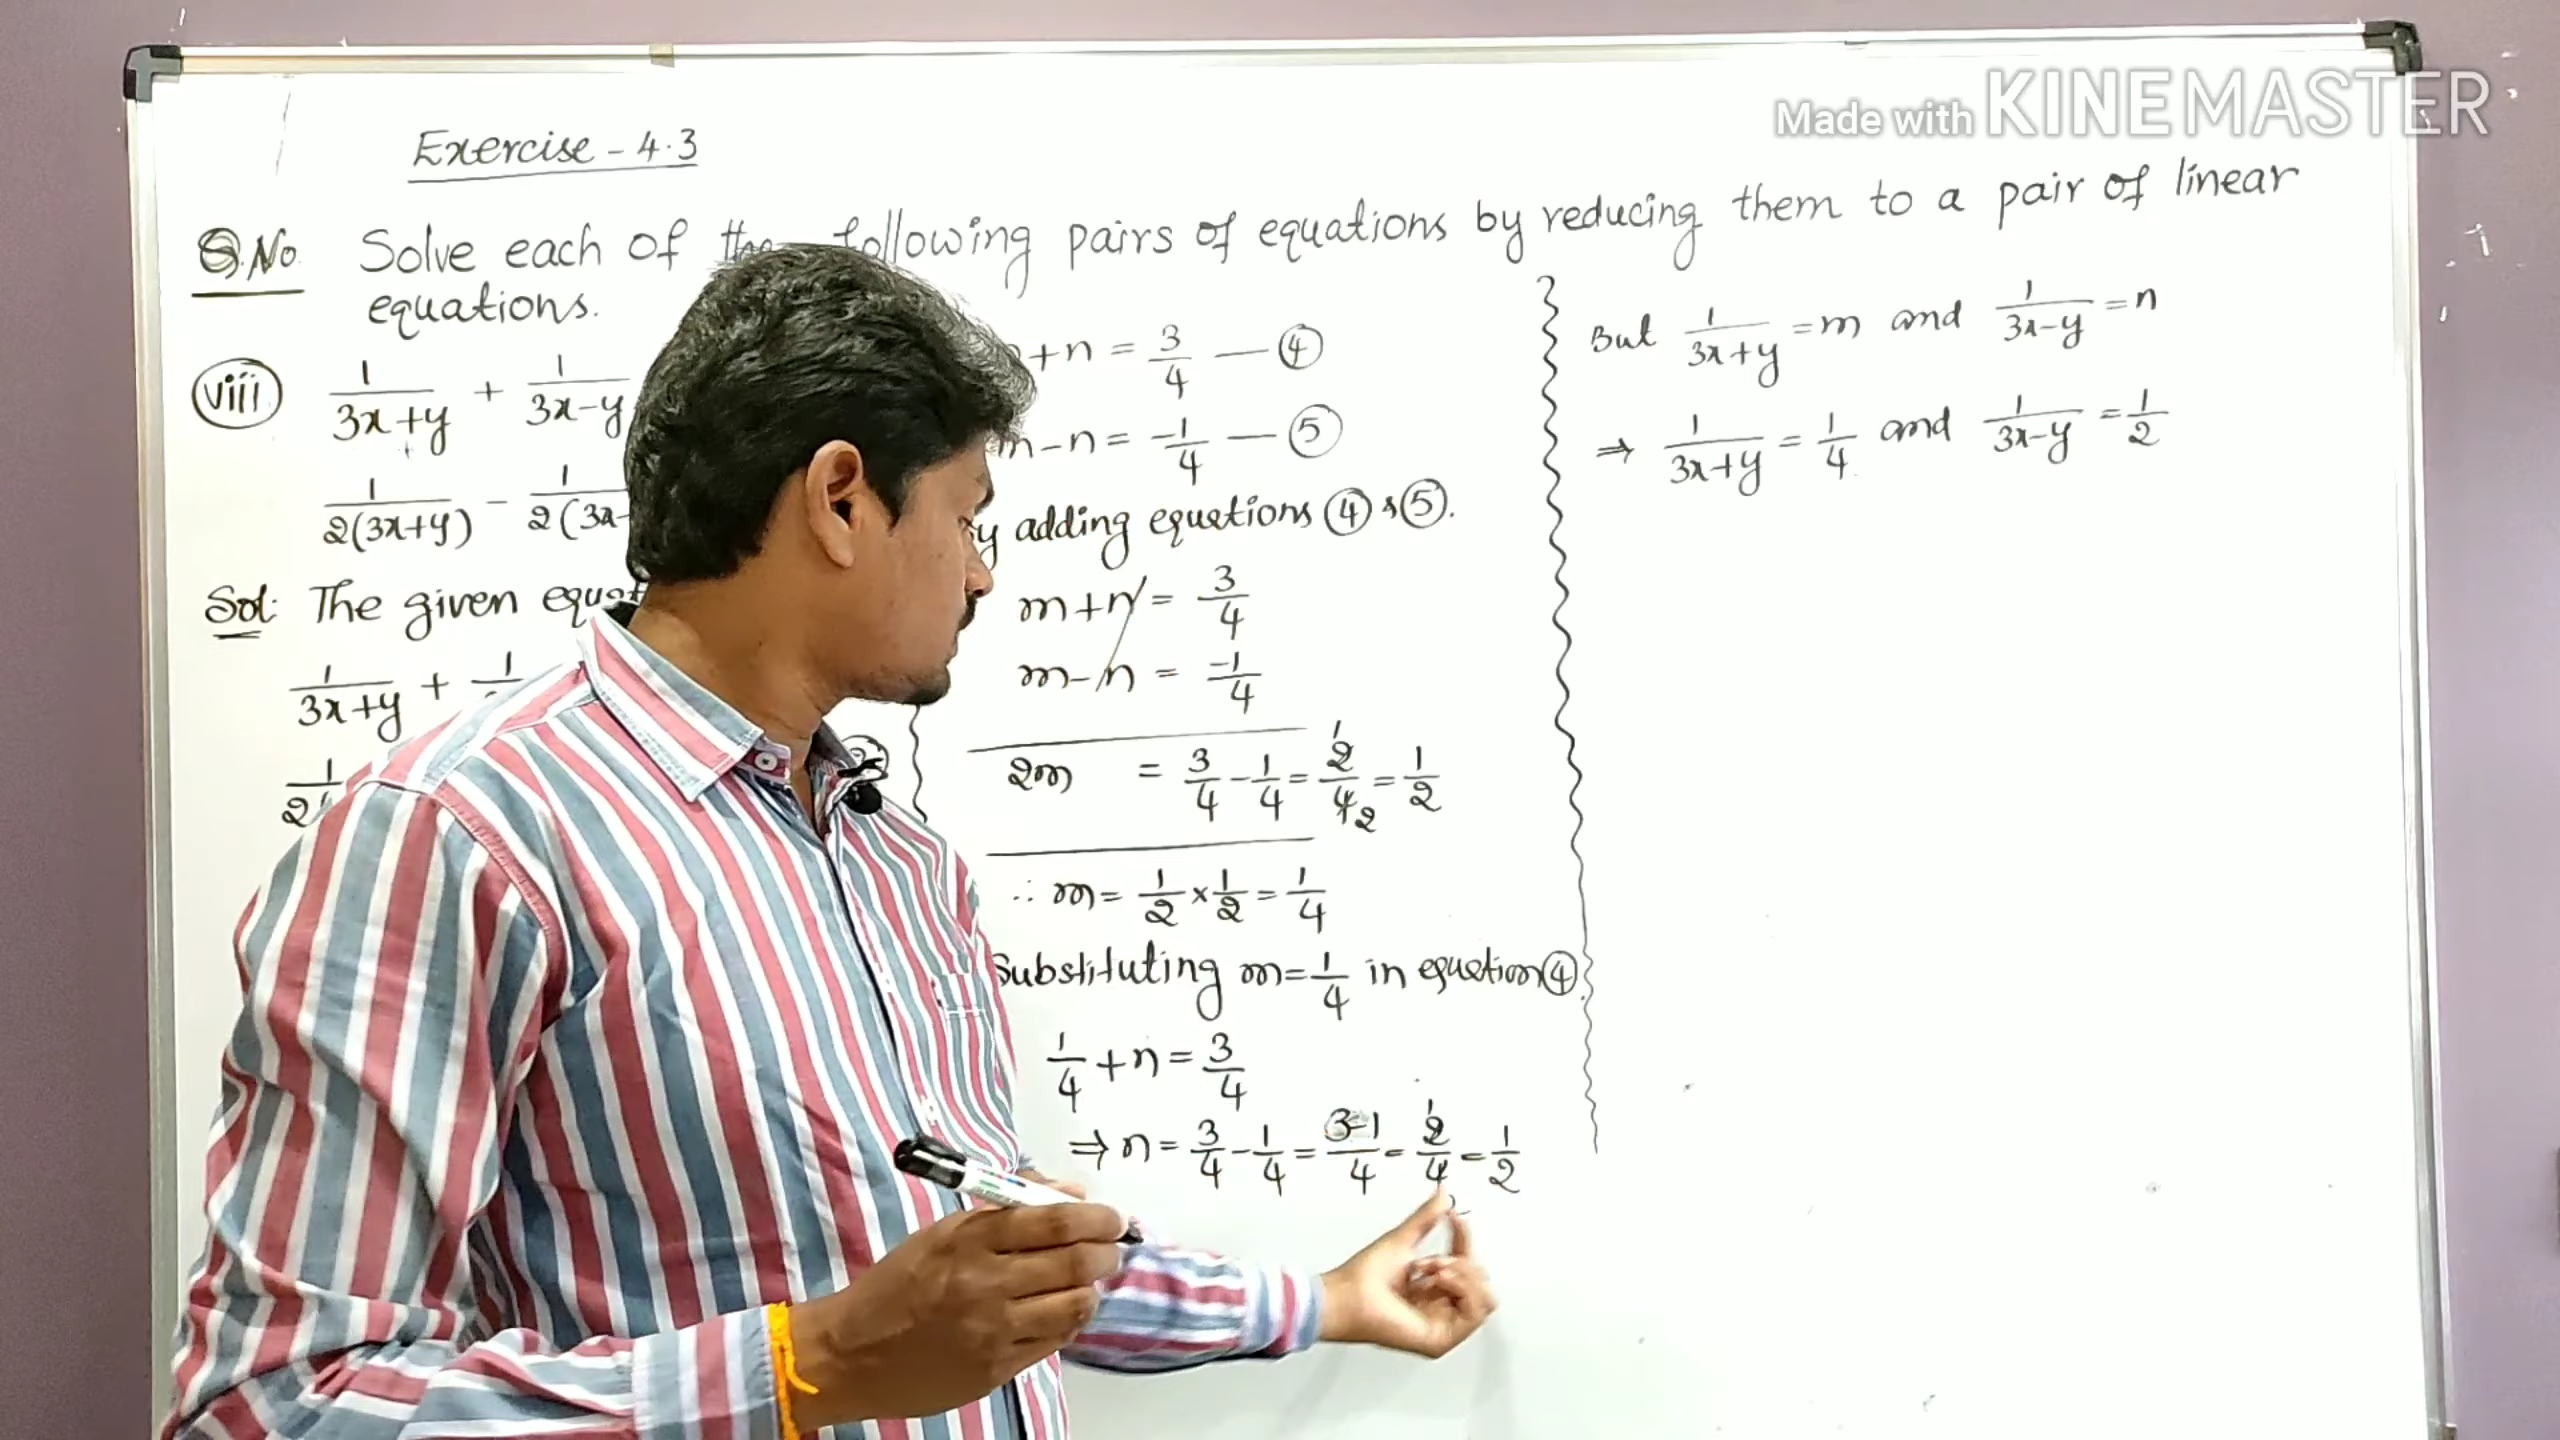 Made with KINEMASTER
Exercise - 4.3
Q.No. Solve each of the following pairs of equations by reducing them to a pair of linear
equations.
(viii) 1/(3x+y) + 1/(3x-y)
1/2(3x+y) - 1/2(3x-
Sol: The given equat
1/(3x+y) + 1
1/2
+n = 3/4 — (4)
m-n = -1/4 — (5)
y adding equations (4) & (5).
m+n = 3/4
m-n = -1/4
2m = 3/4 - 1/4 = 2/4 = 1/2
∴ m = 1/2 × 1/2 = 1/4
Substituting m = 1/4 in equation (4)
1/4 + n = 3/4
⇒ n = 3/4 - 1/4 = (3-1)/4 = 2/4 = 1/2
But 1/(3x+y) = m and 1/(3x-y) = n
⇒ 1/(3x+y) = 1/4 and 1/(3x-y) = 1/2